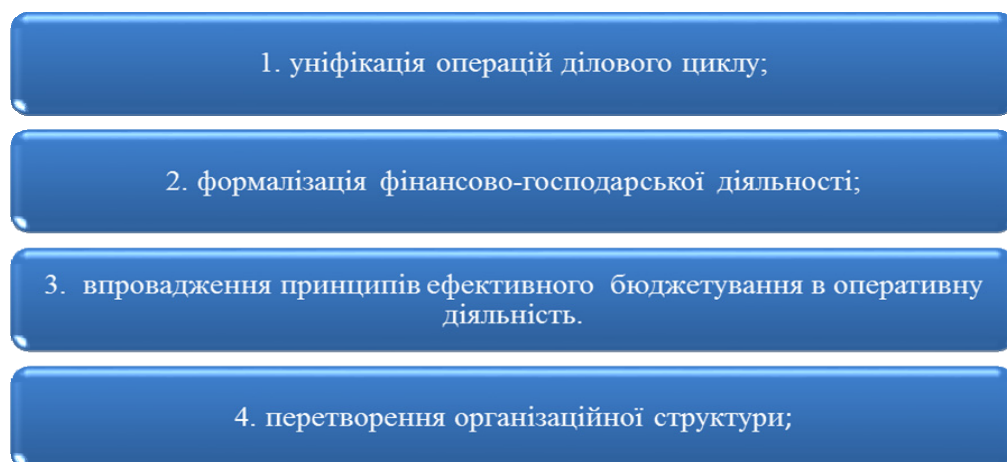 1. уніфікація операцій ділового циклу;
2. формалізація фінансово-господарської діяльності;
3. впровадження принципів ефективного бюджетування в оперативну
діяльність.
4. перетворення організаційної структури;